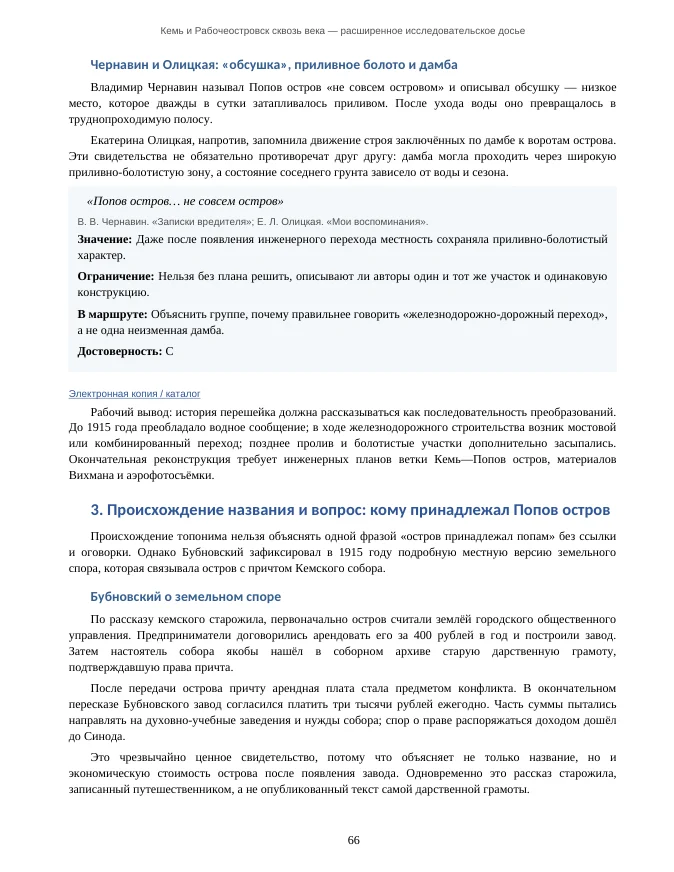 Кемь и Рабочеостровск сквозь века — расширенное исследовательское досье
Чернавин и Олицкая: «обсушка», приливное болото и дамба
Владимир Чернавин называл Попов остров «не совсем островом» и описывал обсушку — низкое
место, которое дважды в сутки затапливалось приливом. После ухода воды оно превращалось в
труднопроходимую полосу.
Екатерина Олицкая, напротив, запомнила движение строя заключённых по дамбе к воротам острова.
Эти свидетельства не обязательно противоречат друг другу: дамба могла проходить через широкую
приливно-болотистую зону, а состояние соседнего грунта зависело от воды и сезона.
«Попов остров… не совсем остров»
В. В. Чернавин. «Записки вредителя»; Е. Л. Олицкая. «Мои воспоминания».
Значение: Даже после появления инженерного перехода местность сохраняла приливно-болотистый
характер.
Ограничение: Нельзя без плана решить, описывают ли авторы один и тот же участок и одинаковую
конструкцию.
В маршруте: Объяснить группе, почему правильнее говорить «железнодорожно-дорожный переход»,
а не одна неизменная дамба.
Достоверность: C
Электронная копия / каталог
Рабочий вывод: история перешейка должна рассказываться как последовательность преобразований.
До 1915 года преобладало водное сообщение; в ходе железнодорожного строительства возник мостовой
или комбинированный переход; позднее пролив и болотистые участки дополнительно засыпались.
Окончательная реконструкция требует инженерных планов ветки Кемь—Попов остров, материалов
Вихмана и аэрофотосъёмки.
3. Происхождение названия и вопрос: кому принадлежал Попов остров
Происхождение топонима нельзя объяснять одной фразой «остров принадлежал попам» без ссылки
и оговорки. Однако Бубновский зафиксировал в 1915 году подробную местную версию земельного
спора, которая связывала остров с причтом Кемского собора.
Бубновский о земельном споре
По рассказу кемского старожила, первоначально остров считали землёй городского общественного
управления. Предприниматели договорились арендовать его за 400 рублей в год и построили завод.
Затем настоятель собора якобы нашёл в соборном архиве старую дарственную грамоту,
подтверждавшую права причта.
После передачи острова причту арендная плата стала предметом конфликта. В окончательном
пересказе Бубновского завод согласился платить три тысячи рублей ежегодно. Часть суммы пытались
направлять на духовно-учебные заведения и нужды собора; спор о праве распоряжаться доходом дошёл
до Синода.
Это чрезвычайно ценное свидетельство, потому что объясняет не только название, но и
экономическую стоимость острова после появления завода. Одновременно это рассказ старожила,
записанный путешественником, а не опубликованный текст самой дарственной грамоты.
66